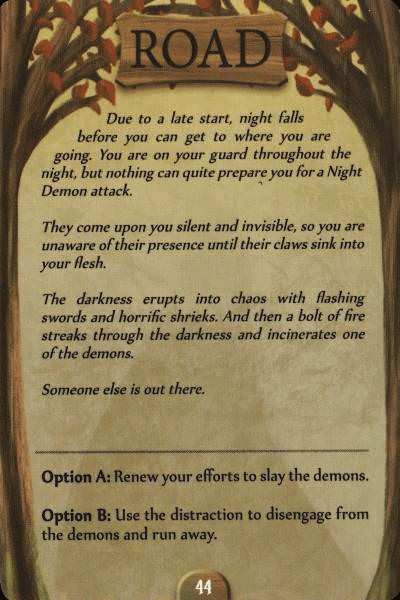 ROAD
Due to a late start, night falls
before you can get to where you are
going. You are on your guard throughout the
night, but nothing can quite prepare you for a Night
Demon attack.
They come upon you silent and invisible, so you are
unaware of their presence until their claws sink into
your flesh.
The darkness erupts into chaos with flashing
swords and horrific shrieks. And then a bolt of fire
streaks through the darkness and incinerates one
of the demons.
Someone else is out there.
Option A: Renew your efforts to slay the demons.
Option B: Use the distraction to disengage from
the demons and run away.
44